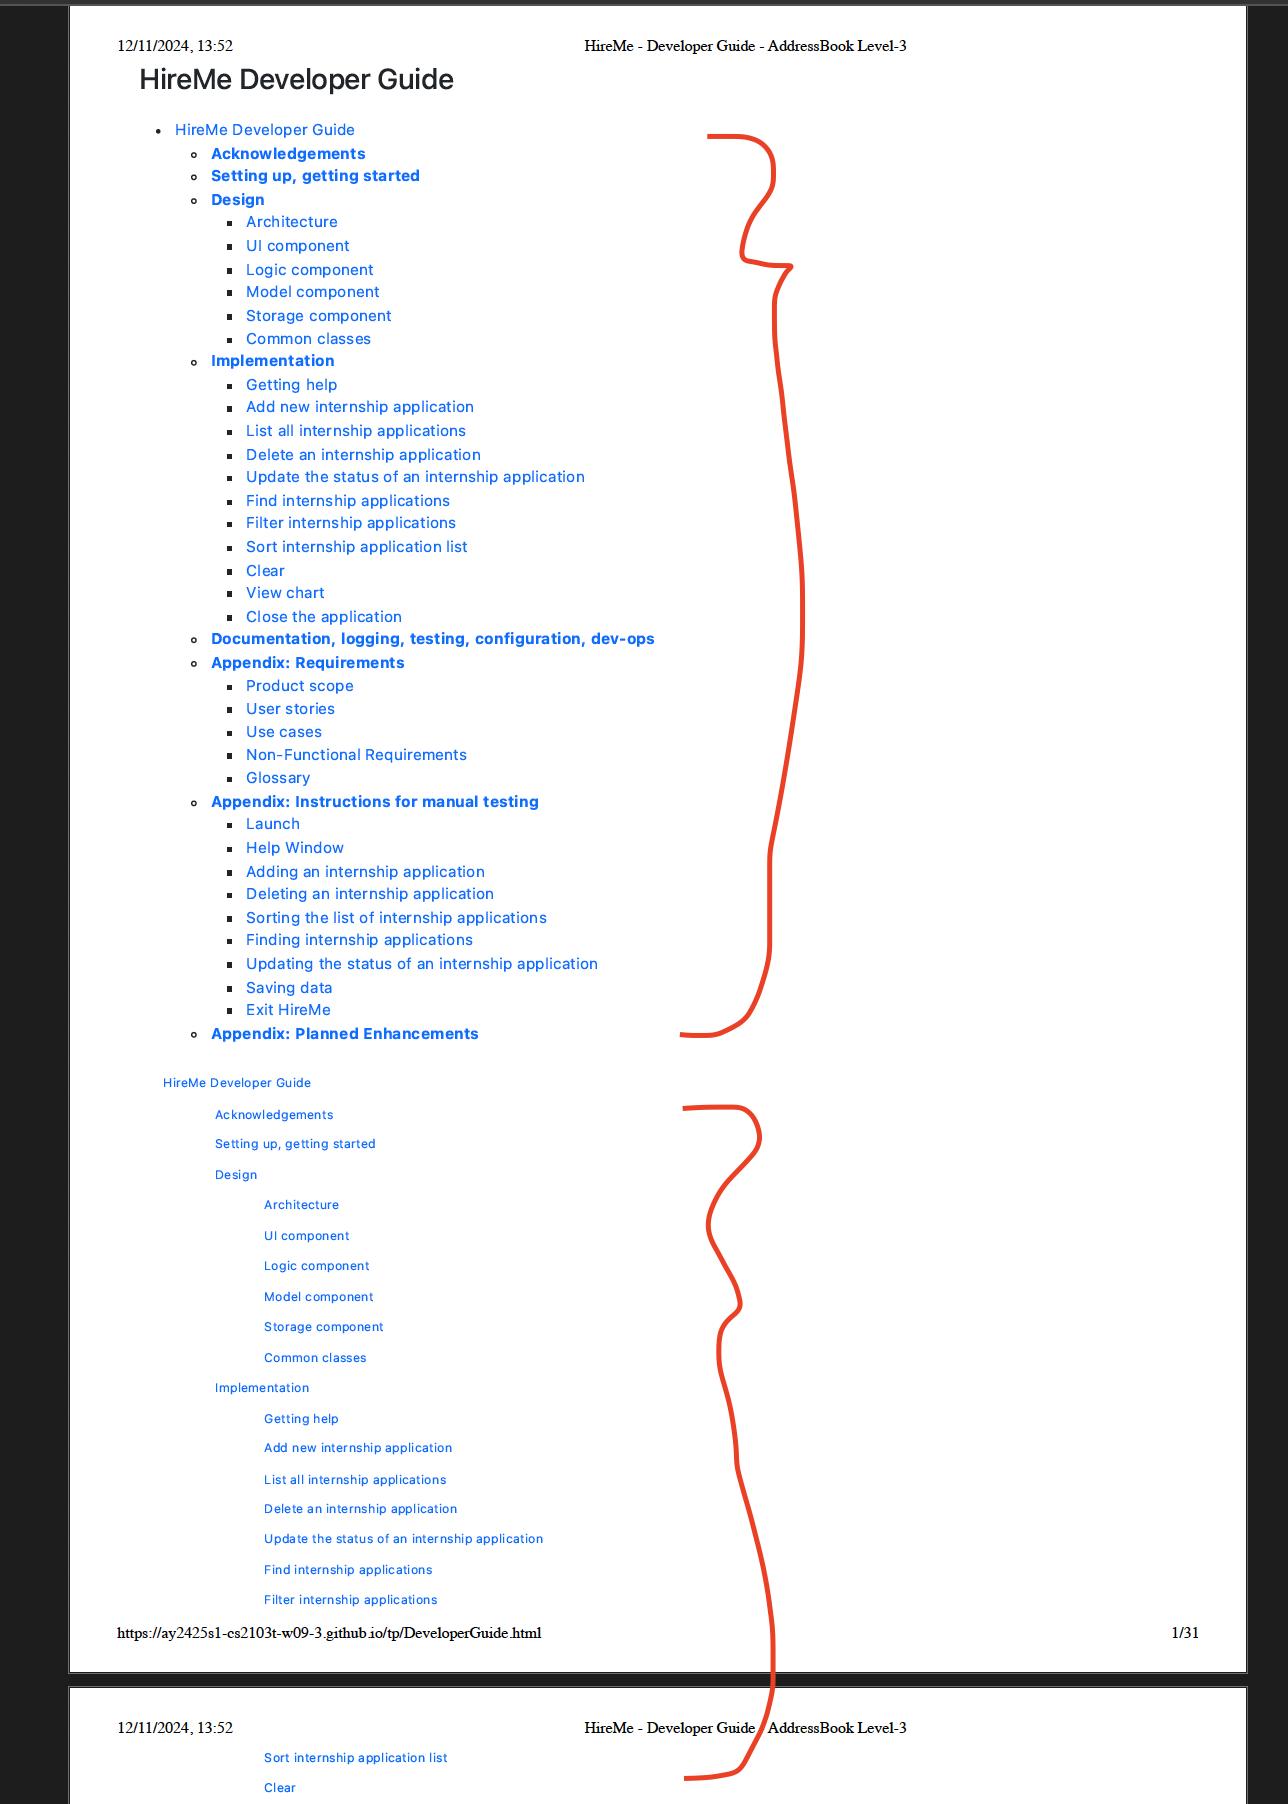 12/11/2024, 13:52 HireMe - Developer Guide - AddressBook Level-3
HireMe Developer Guide
HireMe Developer Guide
Acknowledgements
Setting up, getting started
Design
Architecture
UI component
Logic component
Model component
Storage component
Common classes
Implementation
Getting help
Add new internship application
List all internship applications
Delete an internship application
Update the status of an internship application
Find internship applications
Filter internship applications
Sort internship application list
Clear
View chart
Close the application
Documentation, logging, testing, configuration, dev-ops
Appendix: Requirements
Product scope
User stories
Use cases
Non-Functional Requirements
Glossary
Appendix: Instructions for manual testing
Launch
Help Window
Adding an internship application
Deleting an internship application
Sorting the list of internship applications
Finding internship applications
Updating the status of an internship application
Saving data
Exit HireMe
Appendix: Planned Enhancements
HireMe Developer Guide
Acknowledgements
Setting up, getting started
Design
Architecture
UI component
Logic component
Model component
Storage component
Common classes
Implementation
Getting help
Add new internship application
List all internship applications
Delete an internship application
Update the status of an internship application
Find internship applications
Filter internship applications
https://ay2425s1-cs2103t-w09-3.github.io/tp/DeveloperGuide.html 1/31
12/11/2024, 13:52 HireMe - Developer Guide - AddressBook Level-3
Sort internship application list
Clear